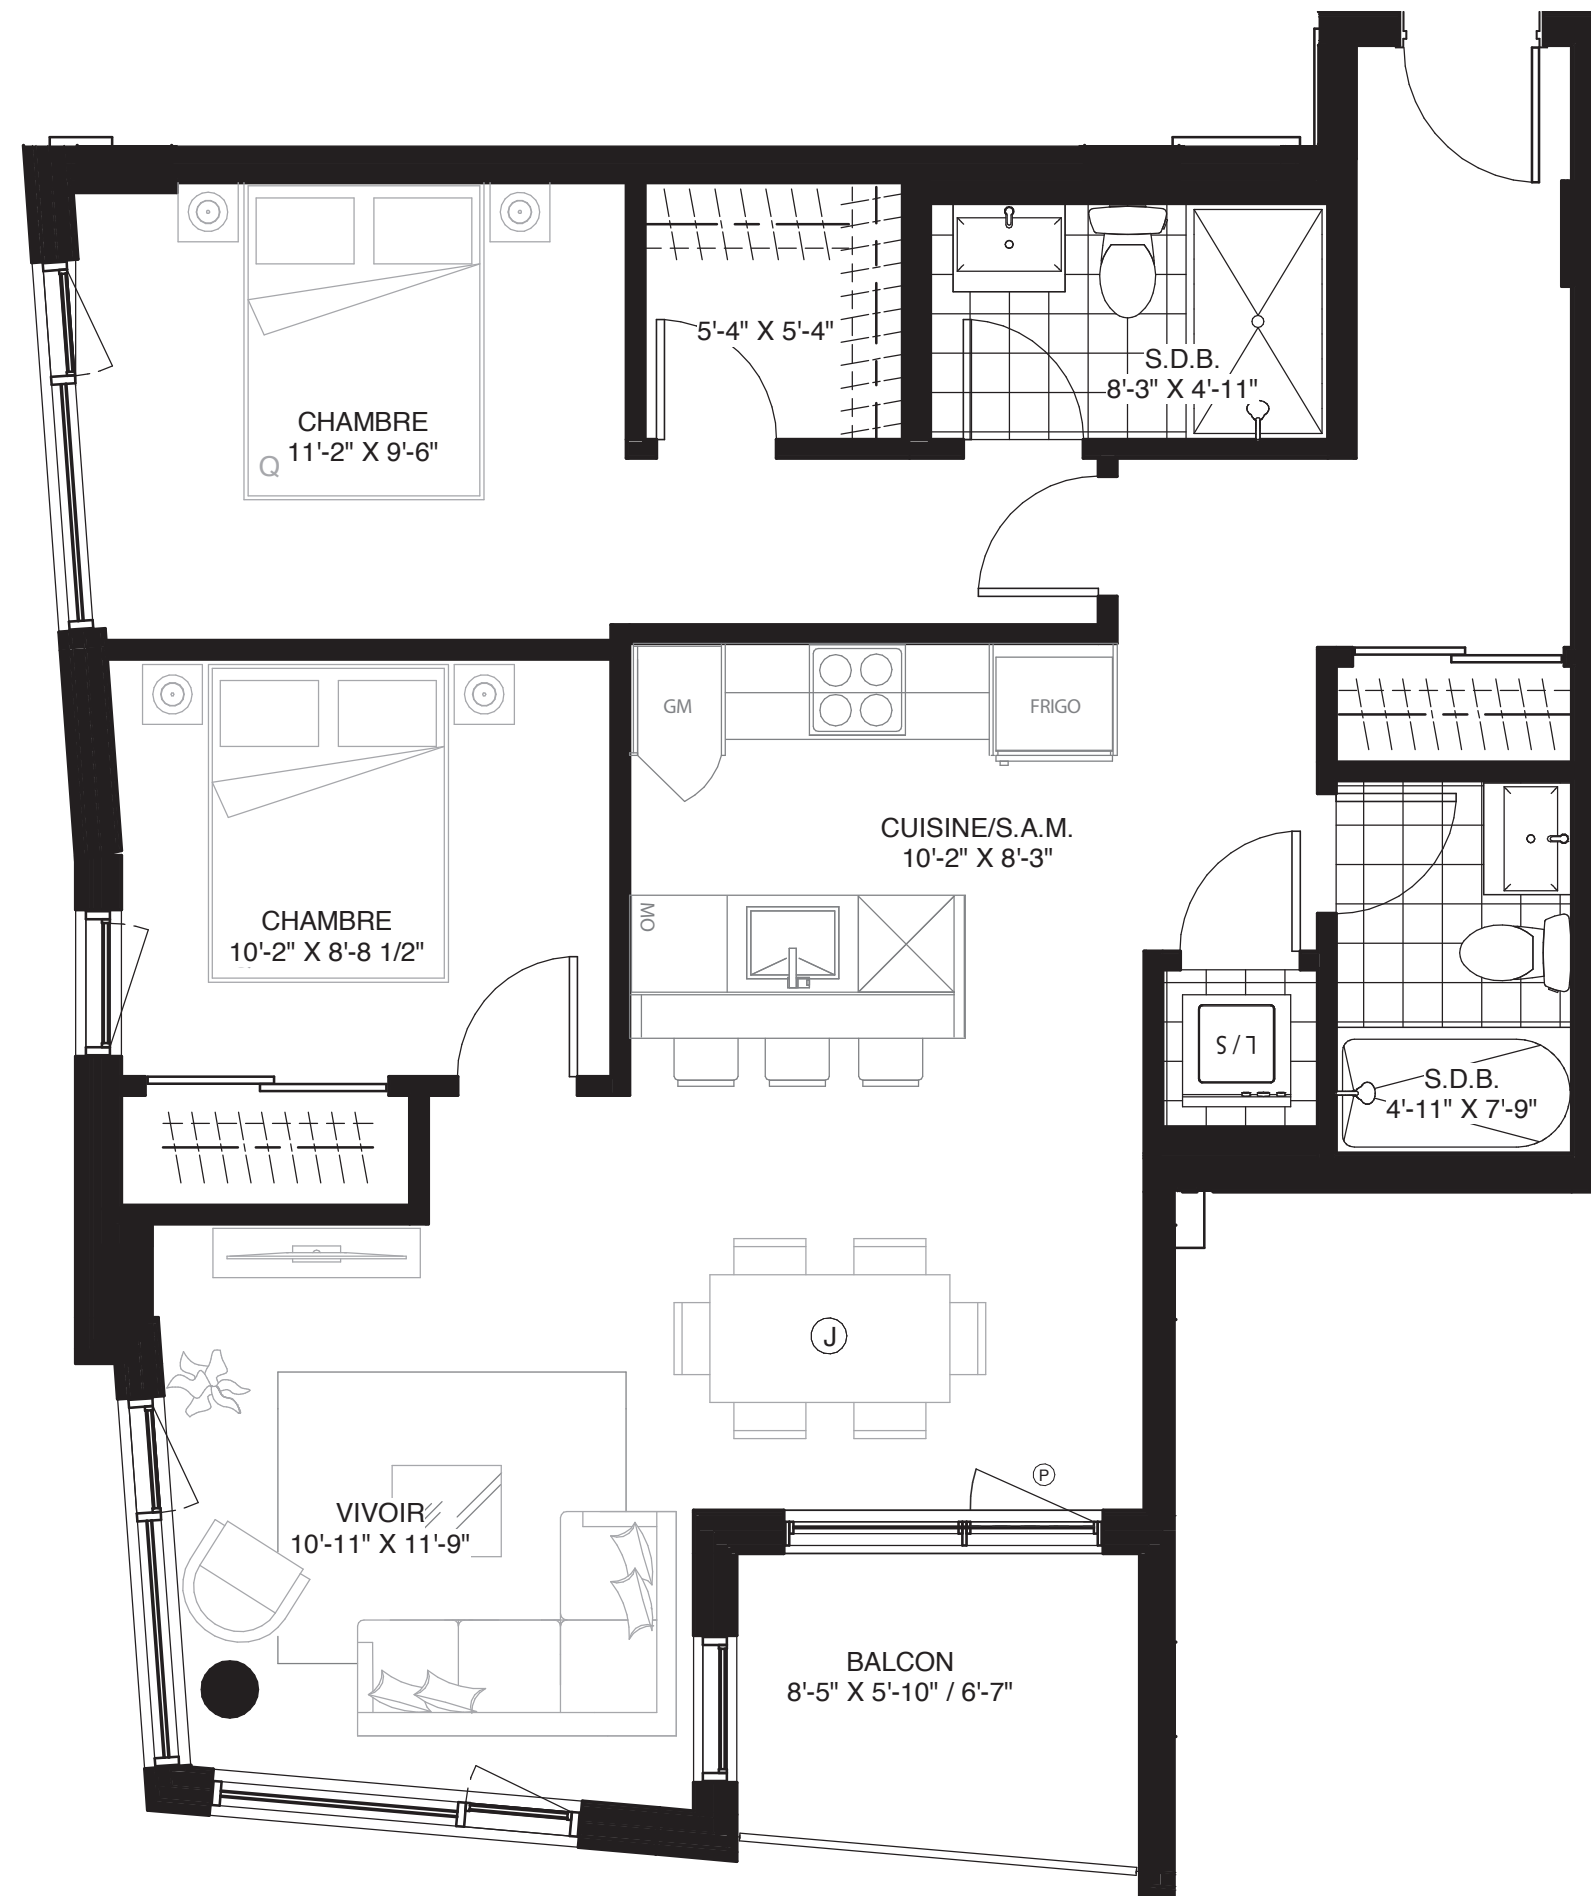 5'-4" X 5'-4"
S.D.B.
8'-3" X 4'-11"
CHAMBRE
11'-2" X 9'-6"
Q
GM
FRIGO
CUISINE/S.A.M.
10'-2" X 8'-3"
MO
CHAMBRE
10'-2" X 8'-8 1/2"
L/S
S.D.B.
4'-11" X 7'-9"
J
P
VIVOIR
10'-11" X 11'-9"
BALCON
8'-5" X 5'-10" / 6'-7"